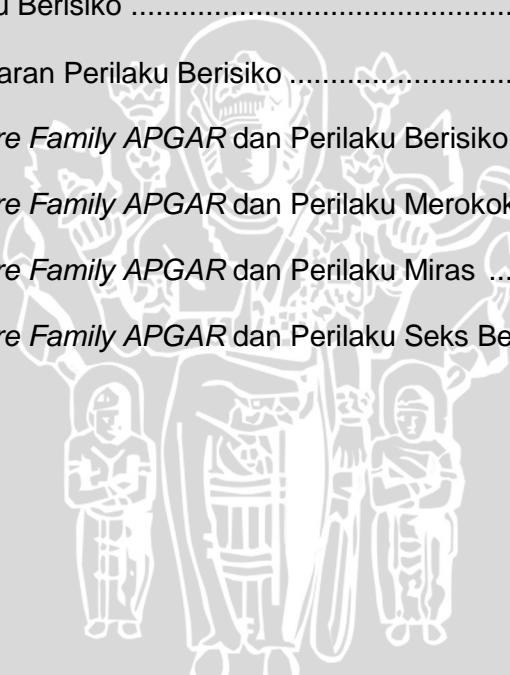 u Berisiko ..........................................
aran Perilaku Berisiko ..........................
re Family APGAR dan Perilaku Berisiko
re Family APGAR dan Perilaku Merokok
re Family APGAR dan Perilaku Miras ...
re Family APGAR dan Perilaku Seks Be